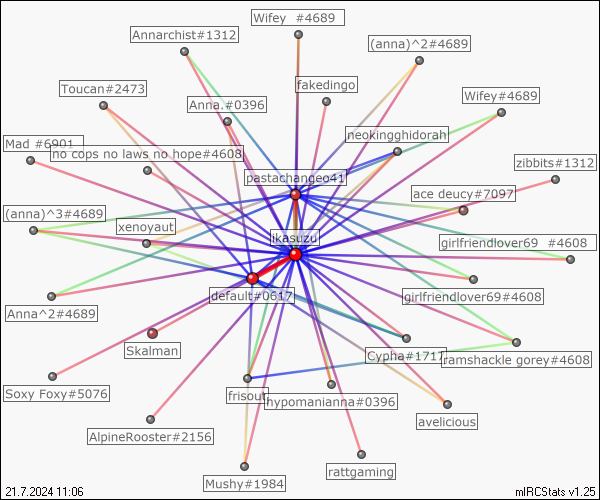 Wifey #4689
Annarchist#1312
(anna)^2#4689
Toucan#2473
fakedingo
Wifey#4689
Anna.#0396
neokingghidorah
Mad #6901
no cops no laws no hope#4608
zibbits#1312
pastachangeo41
ace deucy#7097
(anna)^3#4689
xenoyaut
ikasuzu
girlfriendlover69 #4608
default#0617
girlfriendlover69#4608
Anna^2#4689
Skalman
Cypha#1717
ramshackle gorey#4608
Soxy Foxy#5076
frisout
hypomanianna#0396
avelicious
AlpineRooster#2156
rattgaming
Mushy#1984
21.7.2024 11:06
mIRCStats v1.25